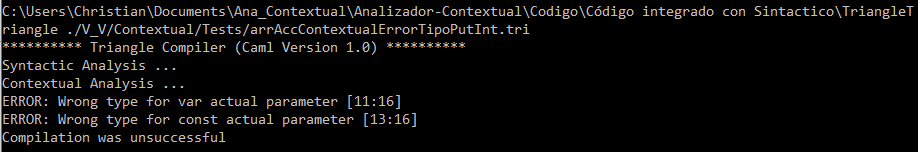 C:\Users\Christian\Documents\Ana_Contextual\Analizador-Contextual\Codigo\Código integrado con Sintactico\TriangleT
riangle ./V_V/Contextual/Tests/arrAccContextualErrorTipoPutInt.tri
********** Triangle Compiler (Caml Version 1.0) **********
Syntactic Analysis ...
Contextual Analysis ...
ERROR: Wrong type for var actual parameter [11:16]
ERROR: Wrong type for const actual parameter [13:16]
Compilation was unsuccessful